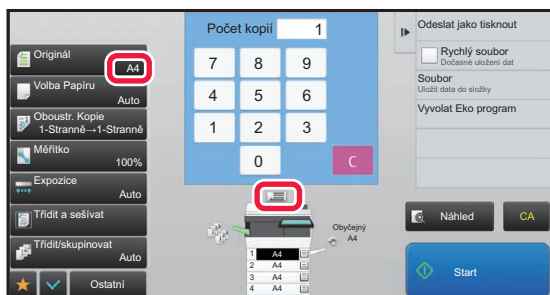 Originál
A4
Volba Papíru
Auto
Oboustr. Kopie
1-Stranně→1-Stranně
Měřítko
100%
Expozice
Auto
Třídit a sešívat
Třídit/skupinovat
Auto
Ostatní
Počet kopií 1
7 8 9
4 5 6
1 2 3
0 C
Obyčejný
A4
1 A4
2 A4
3 A4
4 A4
Odeslat jako tisknout
Rychlý soubor
Dočasné uložení dat
Soubor
Uložit data do složky
Vyvolat Eko program
Náhled
CA
Start